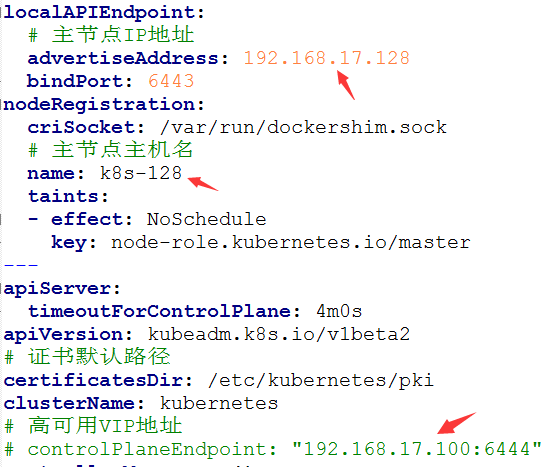 localAPIEndpoint:
  # 主节点IP地址
  advertiseAddress: 192.168.17.128
  bindPort: 6443
nodeRegistration:
  criSocket: /var/run/dockershim.sock
  # 主节点主机名
  name: k8s-128
  taints:
  - effect: NoSchedule
    key: node-role.kubernetes.io/master
---
apiServer:
  timeoutForControlPlane: 4m0s
apiVersion: kubeadm.k8s.io/v1beta2
# 证书默认路径
certificatesDir: /etc/kubernetes/pki
clusterName: kubernetes
# 高可用VIP地址
# controlPlaneEndpoint: "192.168.17.100:6444"